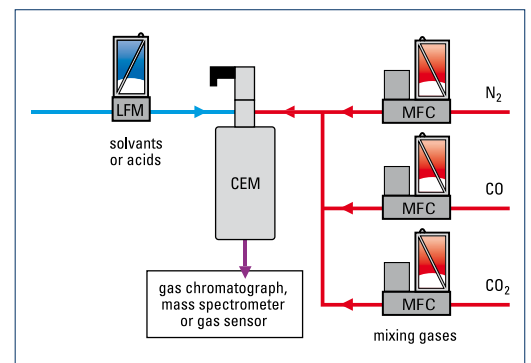 LFM
solvants
or acids
CEM
gas chromatograph,
mass spectrometer
or gas sensor
MFC
N₂
MFC
CO
MFC
CO₂
mixing gases